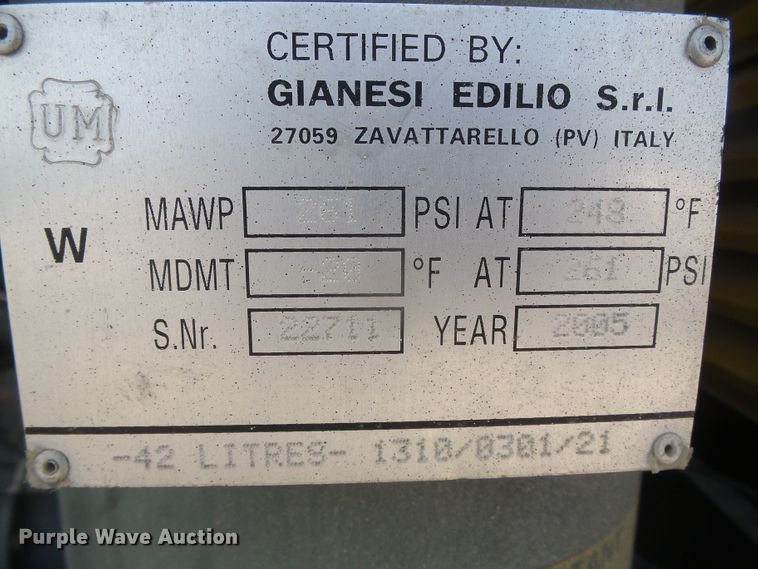 CERTIFIED BY:
GIANESI EDILIO S.r.l.
27059 ZAVATTARELLO (PV) ITALY
UM
W
MAWP 261 PSI AT 248 °F
MDMT -20 °F AT 261 PSI
S.Nr. 22711 YEAR 2005
-42 LITRES- 1310/0301/21
Purple Wave Auction